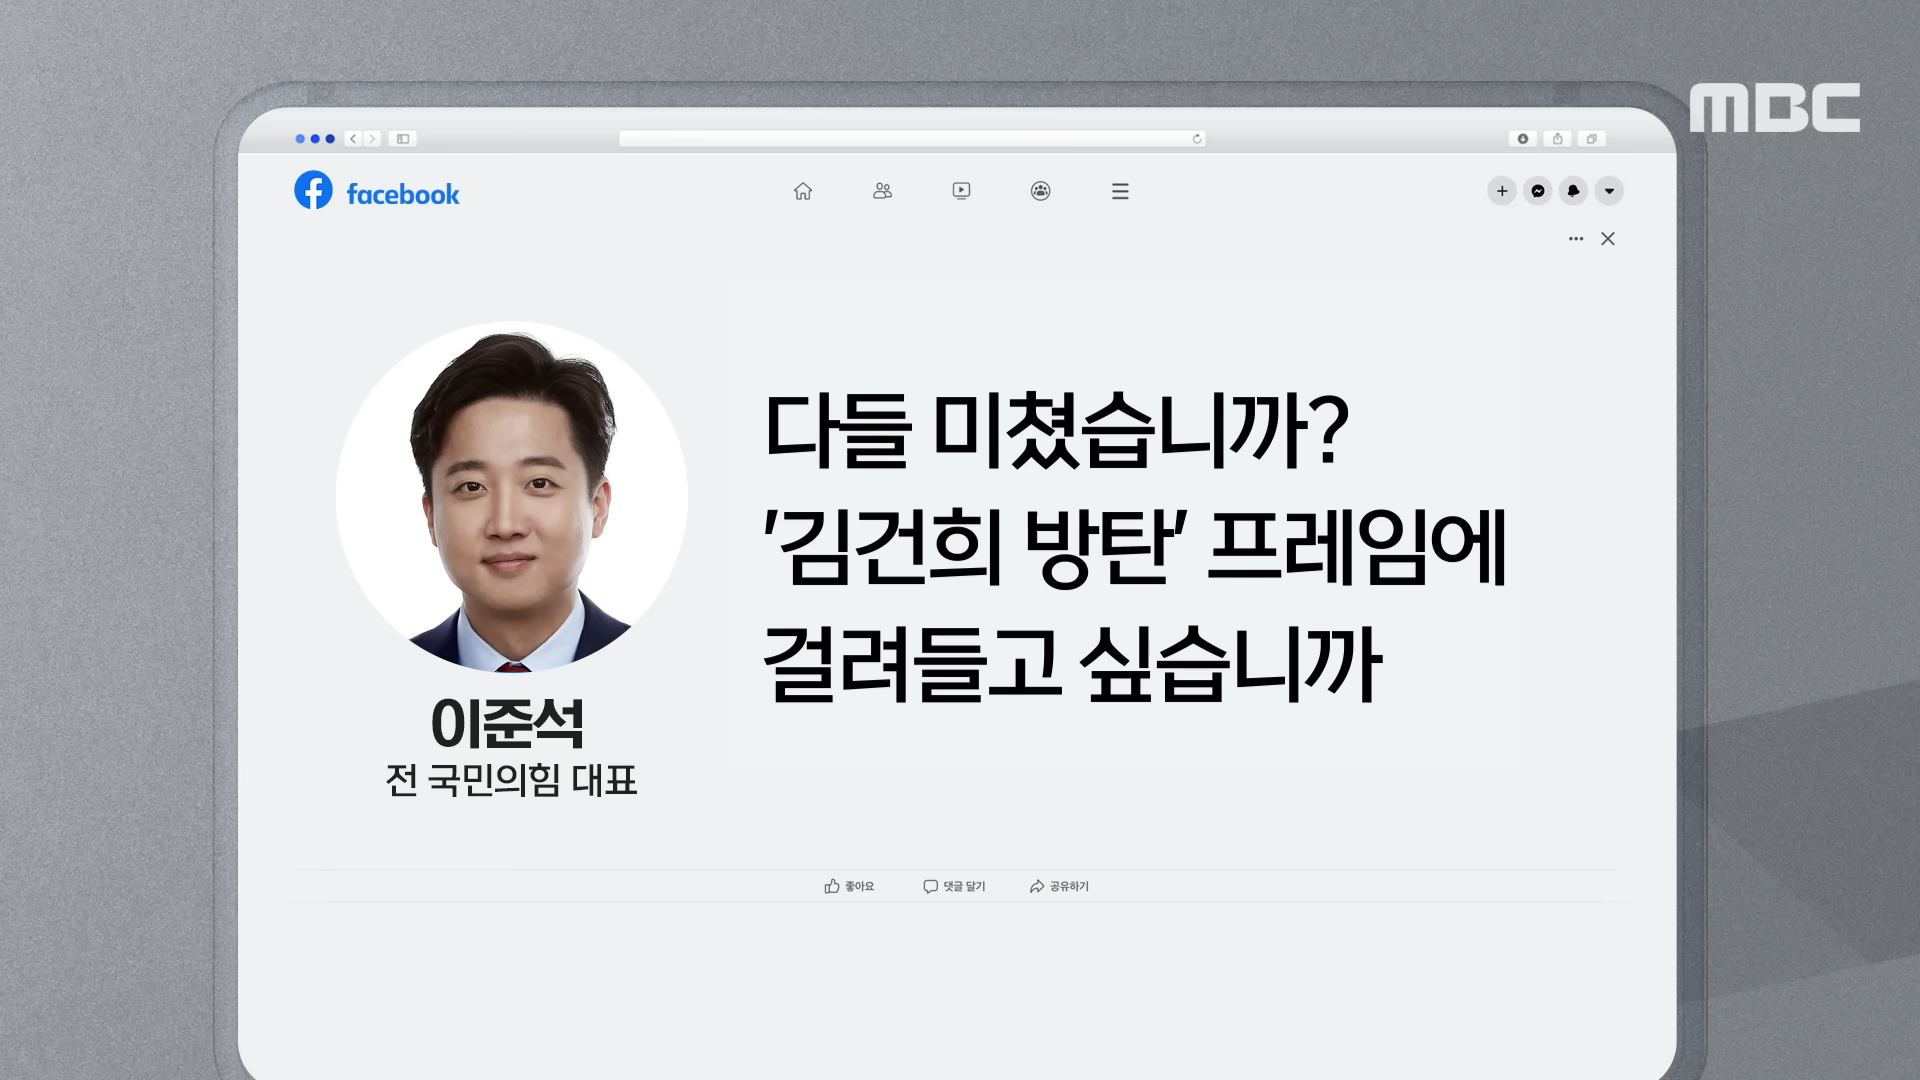 MBC
facebook
다들 미쳤습니까?
'김건희 방탄' 프레임에
걸려들고 싶습니까
이준석
전 국민의힘 대표
좋아요 댓글 달기 공유하기